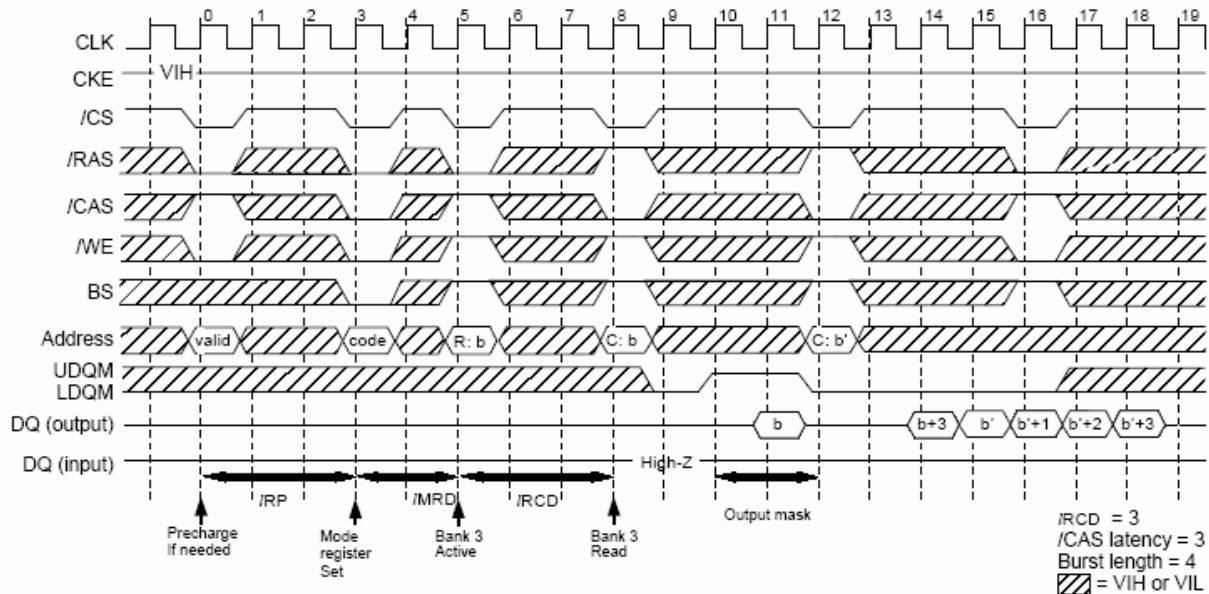 0 1 2 3 4 5 6 7 8 9 10 11 12 13 14 15 16 17 18 19
CLK
CKE VIH
/CS
/RAS
/CAS
/WE
BS
Address valid code R: b C: b C: b'
UDQM
LDQM
DQ (output) b b+3 b' b'+1 b'+2 b'+3
DQ (input) High-Z
/RP /MRD /RCD Output mask
Precharge
If needed
Mode
register
Set
Bank 3
Active
Bank 3
Read
/RCD = 3
/CAS latency = 3
Burst length = 4
= VIH or VIL